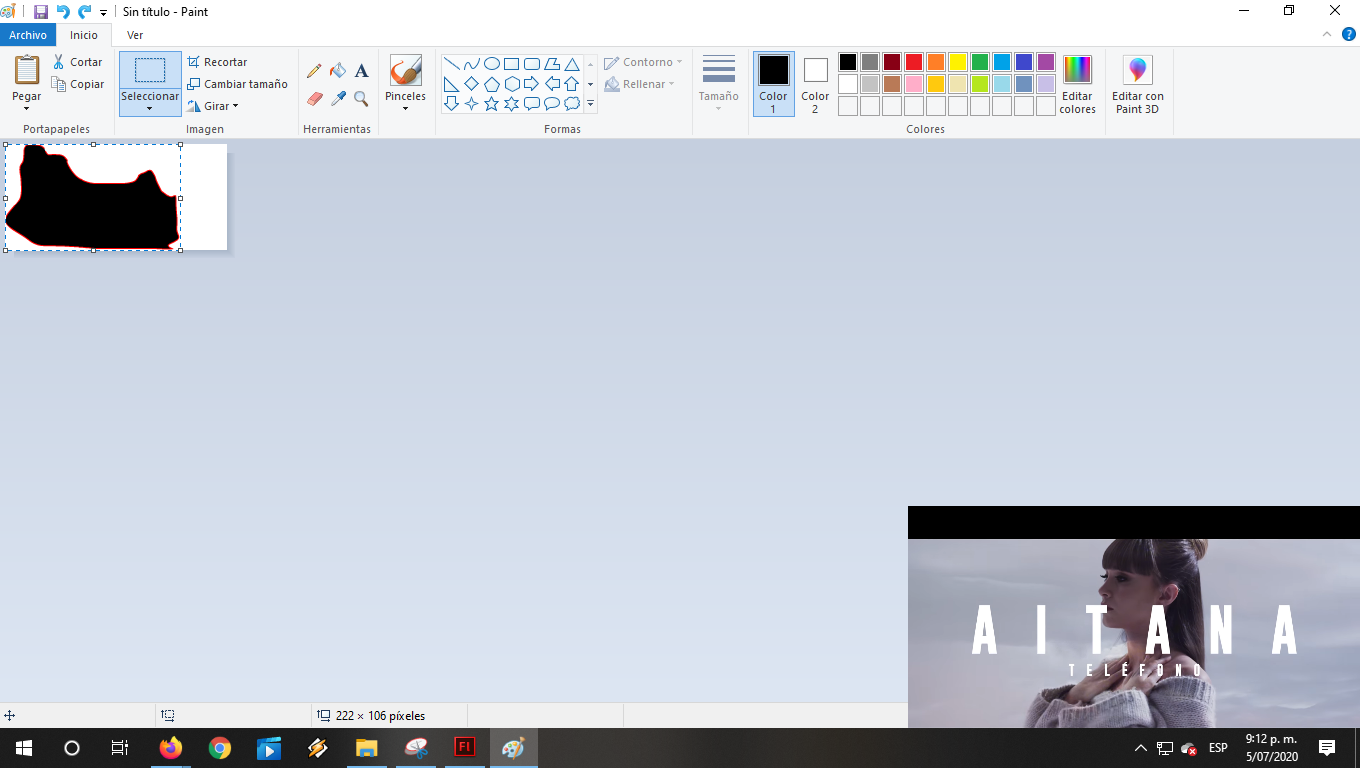 Sin título - Paint
Archivo
Inicio
Ver
Pegar
Cortar
Copiar
Portapapeles
Seleccionar
Recortar
Cambiar tamaño
Girar
Imagen
A
Herramientas
Pinceles
Contorno
Rellenar
Formas
Tamaño
Color
1
Color
2
Editar
colores
Colores
Editar con
Paint 3D
AITANA
TELÉFONO
222 × 106 píxeles
Fl
ESP
9:12 p. m.
5/07/2020